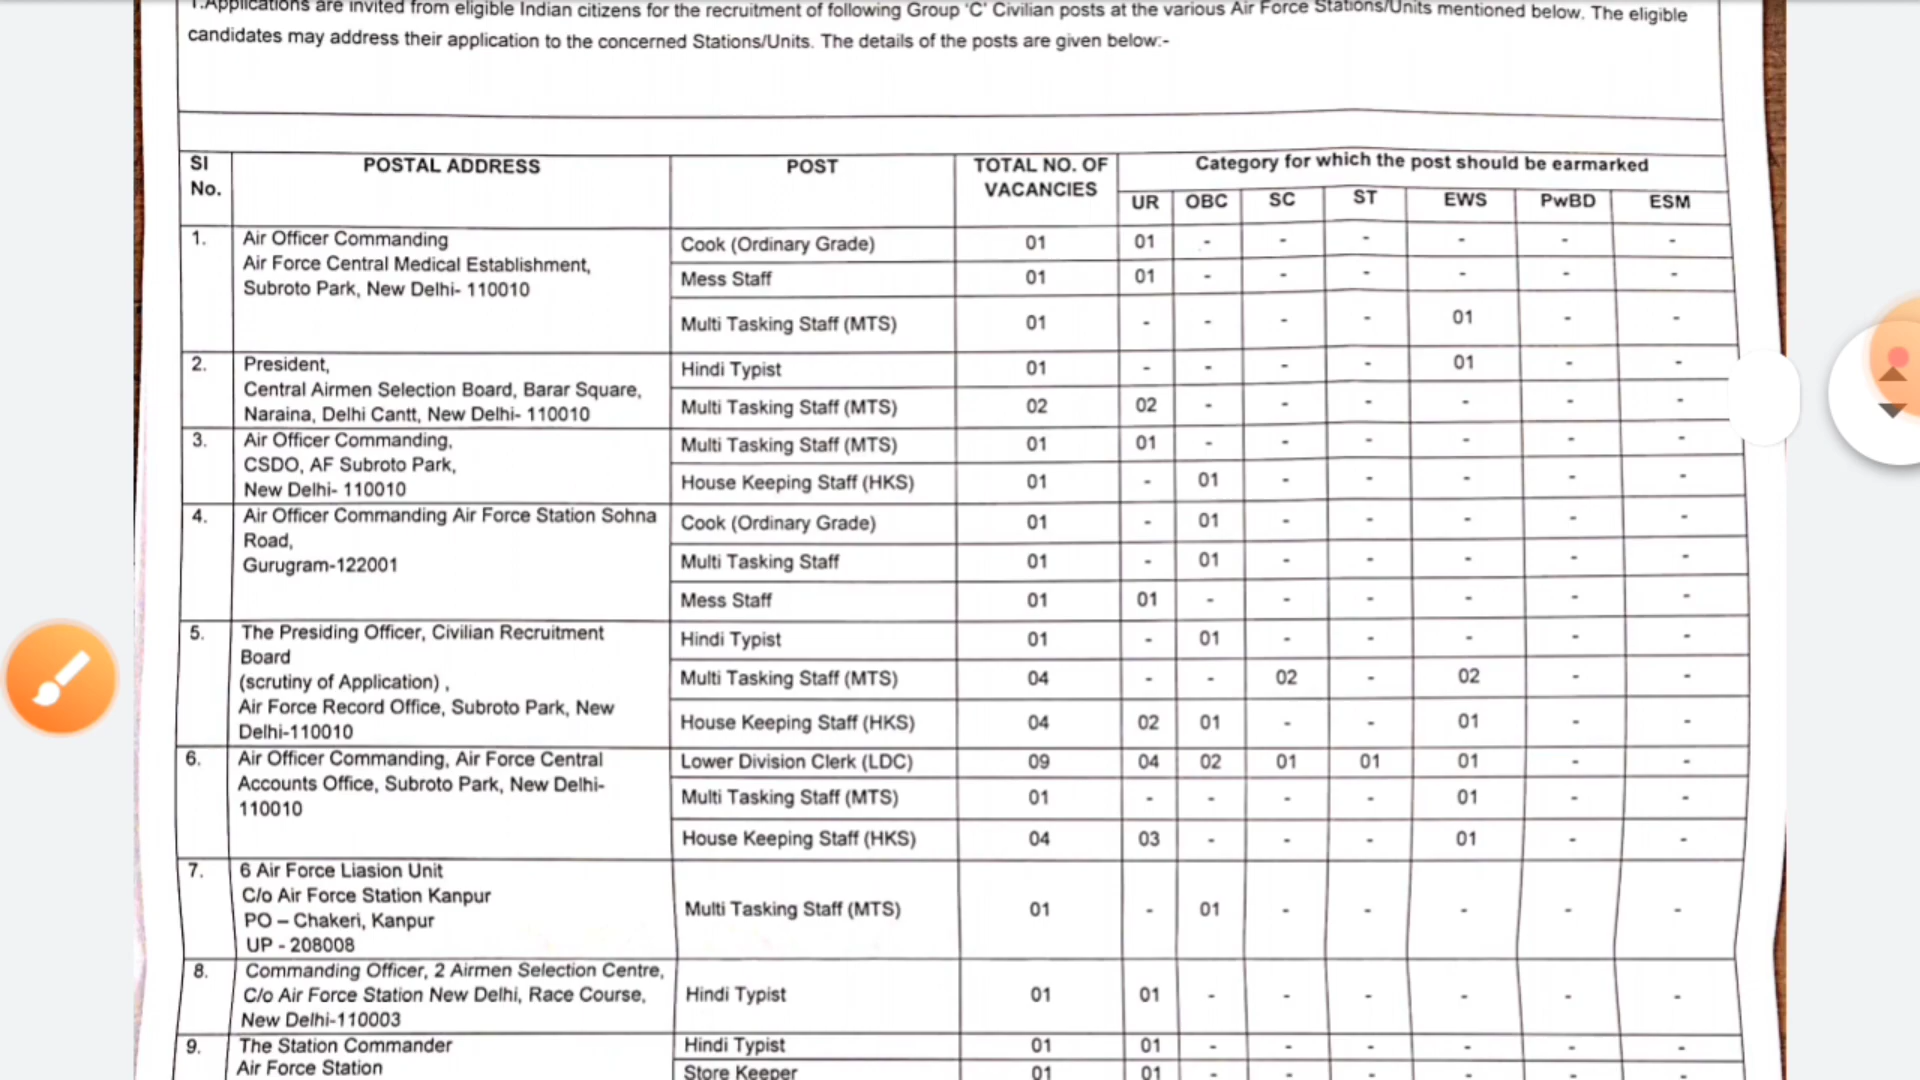 1.Applications are invited from eligible Indian citizens for the recruitment of following Group 'C' Civilian posts at the various Air Force Stations/Units mentioned below. The eligible
candidates may address their application to the concerned Stations/Units. The details of the posts are given below:-
SI No. POSTAL ADDRESS POST TOTAL NO. OF VACANCIES Category for which the post should be earmarked
UR OBC SC ST EWS PwBD ESM
1. Air Officer Commanding
Air Force Central Medical Establishment,
Subroto Park, New Delhi- 110010
Cook (Ordinary Grade) 01 01 - - - - - -
Mess Staff 01 01 - - - - - -
Multi Tasking Staff (MTS) 01 - - - - 01 - -
2. President,
Central Airmen Selection Board, Barar Square,
Naraina, Delhi Cantt, New Delhi- 110010
Hindi Typist 01 - - - - 01 - -
Multi Tasking Staff (MTS) 02 02 - - - - - -
3. Air Officer Commanding,
CSDO, AF Subroto Park,
New Delhi- 110010
Multi Tasking Staff (MTS) 01 01 - - - - - -
House Keeping Staff (HKS) 01 - 01 - - - - -
4. Air Officer Commanding Air Force Station Sohna
Road,
Gurugram-122001
Cook (Ordinary Grade) 01 - 01 - - - - -
Multi Tasking Staff 01 - 01 - - - - -
Mess Staff 01 01 - - - - - -
5. The Presiding Officer, Civilian Recruitment
Board
(scrutiny of Application) ,
Air Force Record Office, Subroto Park, New
Delhi-110010
Hindi Typist 01 - 01 - - - - -
Multi Tasking Staff (MTS) 04 - - 02 - 02 - -
House Keeping Staff (HKS) 04 02 01 - - 01 - -
6. Air Officer Commanding, Air Force Central
Accounts Office, Subroto Park, New Delhi-
110010
Lower Division Clerk (LDC) 09 04 02 01 01 01 - -
Multi Tasking Staff (MTS) 01 - - - - 01 - -
House Keeping Staff (HKS) 04 03 - - - 01 - -
7. 6 Air Force Liasion Unit
C/o Air Force Station Kanpur
PO – Chakeri, Kanpur
UP - 208008
Multi Tasking Staff (MTS) 01 - 01 - - - - -
8. Commanding Officer, 2 Airmen Selection Centre,
C/o Air Force Station New Delhi, Race Course,
New Delhi-110003
Hindi Typist 01 01 - - - - - -
9. The Station Commander
Air Force Station
Hindi Typist 01 01 - - - - - -
Store Keeper 01 01 - - - - - -